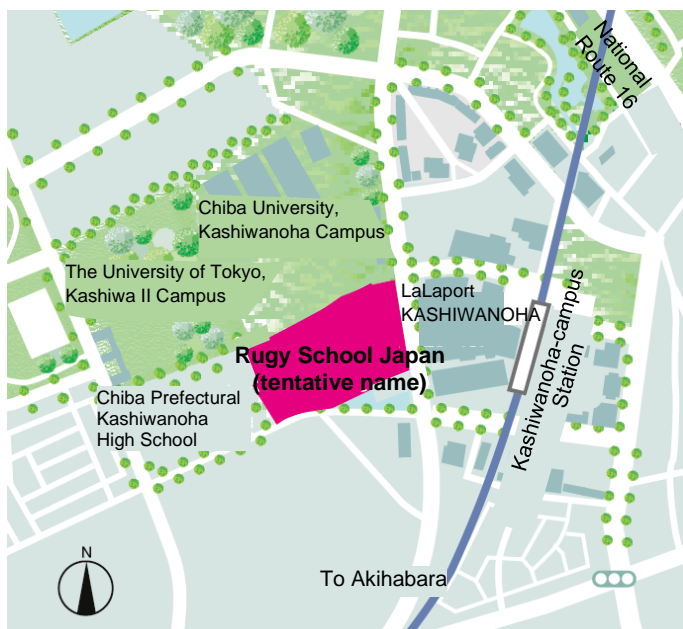 National
Route 16
Chiba University,
Kashiwanoha Campus
The University of Tokyo,
Kashiwa II Campus
LaLaport
KASHIWANOHA
Rugy School Japan
(tentative name)
Kashiwanoha-campus
Station
Chiba Prefectural
Kashiwanoha
High School
N
To Akihabara